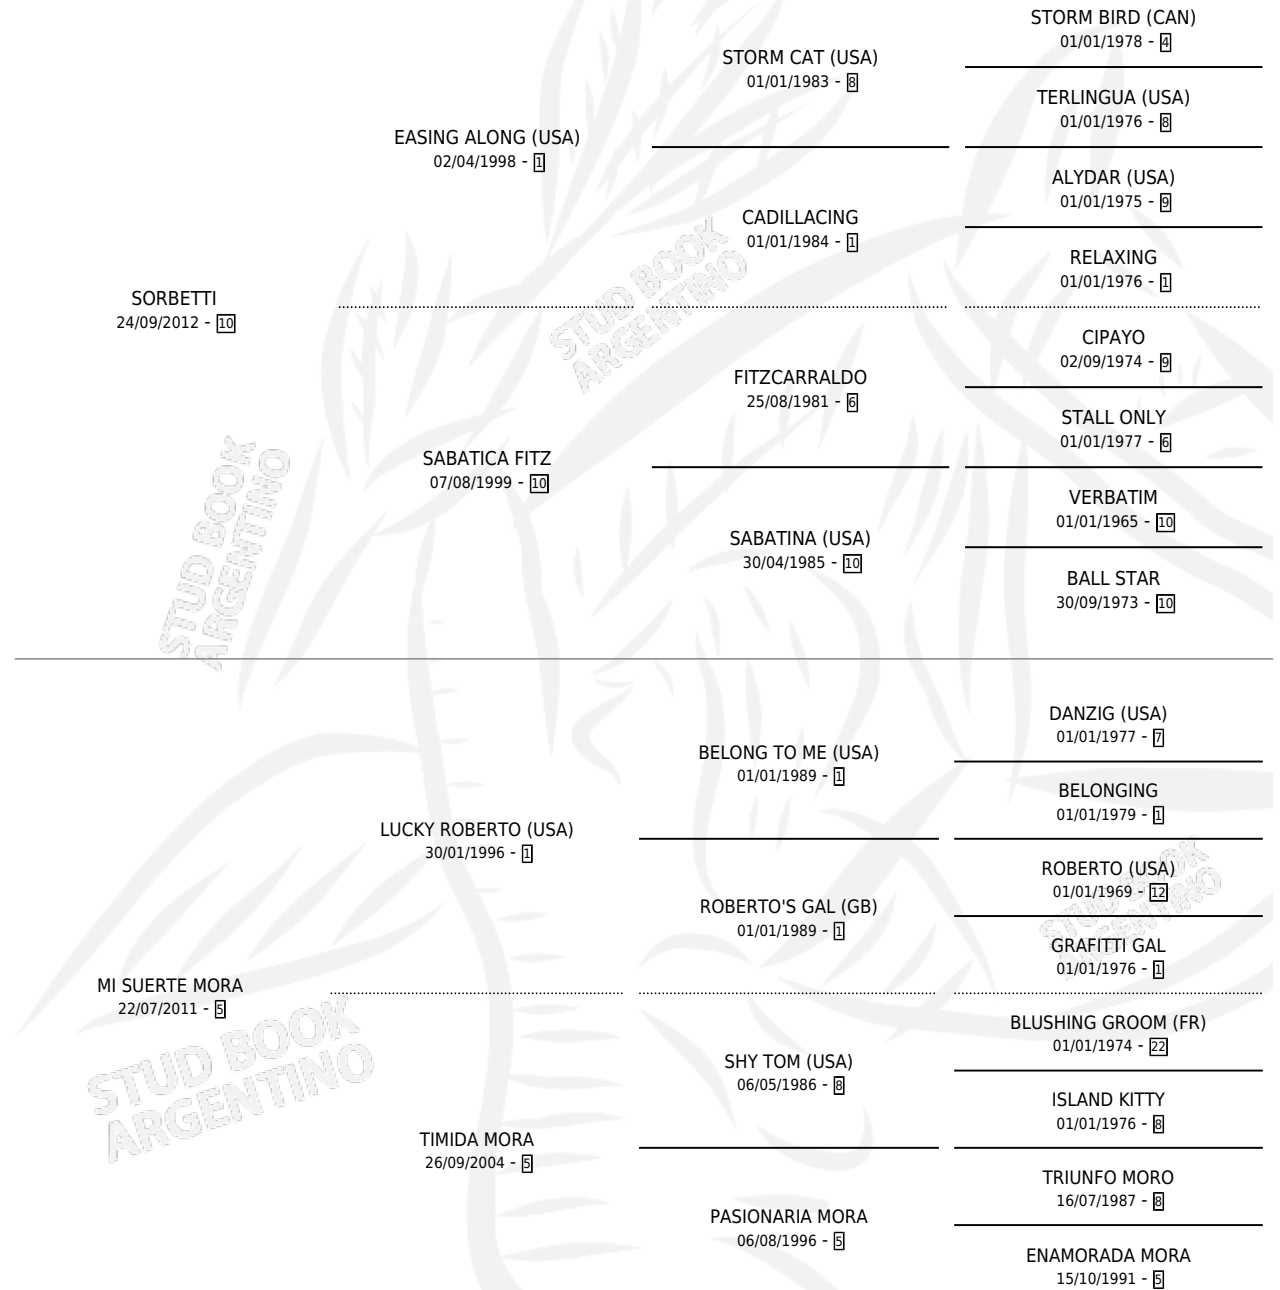 STORM BIRD (CAN)
01/01/1978 - 4
STORM CAT (USA)
01/01/1983 - 8
TERLINGUA (USA)
01/01/1976 - 8
EASING ALONG (USA)
02/04/1998 - 1
ALYDAR (USA)
01/01/1975 - 9
CADILLACING
01/01/1984 - 1
RELAXING
01/01/1976 - 1
SORBETTI
24/09/2012 - 10
CIPAYO
02/09/1974 - 9
FITZCARRALDO
25/08/1981 - 6
STALL ONLY
01/01/1977 - 6
SABATICA FITZ
07/08/1999 - 10
VERBATIM
01/01/1965 - 10
SABATINA (USA)
30/04/1985 - 10
BALL STAR
30/09/1973 - 10
DANZIG (USA)
01/01/1977 - 7
BELONG TO ME (USA)
01/01/1989 - 1
BELONGING
01/01/1979 - 1
LUCKY ROBERTO (USA)
30/01/1996 - 1
ROBERTO (USA)
01/01/1969 - 12
ROBERTO'S GAL (GB)
01/01/1989 - 1
GRAFITTI GAL
01/01/1976 - 1
MI SUERTE MORA
22/07/2011 - 5
BLUSHING GROOM (FR)
01/01/1974 - 22
SHY TOM (USA)
06/05/1986 - 8
ISLAND KITTY
01/01/1976 - 8
TIMIDA MORA
26/09/2004 - 5
TRIUNFO MORO
16/07/1987 - 8
PASIONARIA MORA
06/08/1996 - 5
ENAMORADA MORA
15/10/1991 - 5
STUD BOOK
ARGENTINO
STUD BOOK
ARGENTINO
STUD BOOK
ARGENTINO
STUD BOOK
ARGENTINO